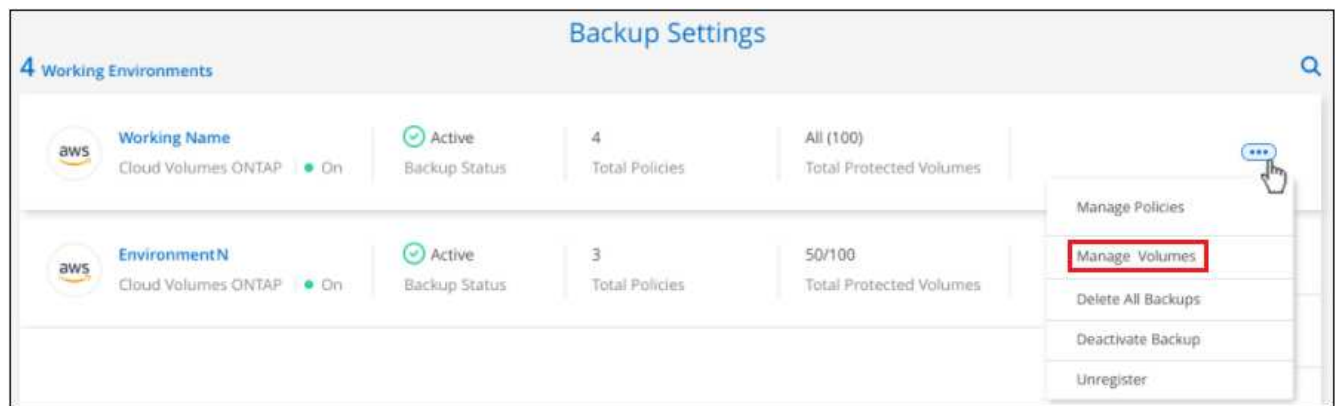 Backup Settings
4 Working Environments
aws
Working Name
Cloud Volumes ONTAP
On
Active
Backup Status
4
Total Policies
All (100)
Total Protected Volumes
Manage Policies
Manage Volumes
Delete All Backups
Deactivate Backup
Unregister
aws
EnvironmentN
Cloud Volumes ONTAP
On
Active
Backup Status
3
Total Policies
50/100
Total Protected Volumes